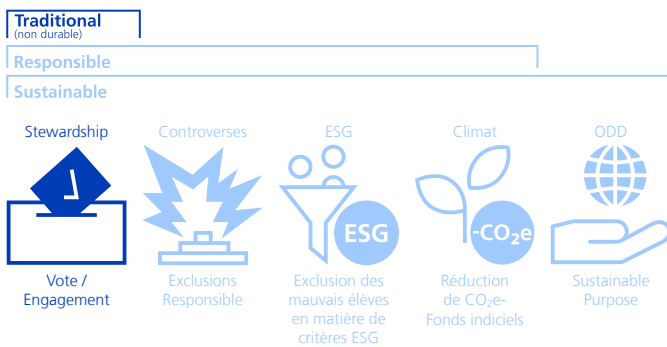 Traditional
(non durable)
Responsible
Sustainable
Stewardship
Controverses
ESG
Climat
ODD
ESG
-CO₂e
Vote /
Engagement
Exclusions
Responsible
Exclusion des
mauvais élèves
en matière de
critères ESG
Réduction
de CO₂e-
Fonds indiciels
Sustainable
Purpose